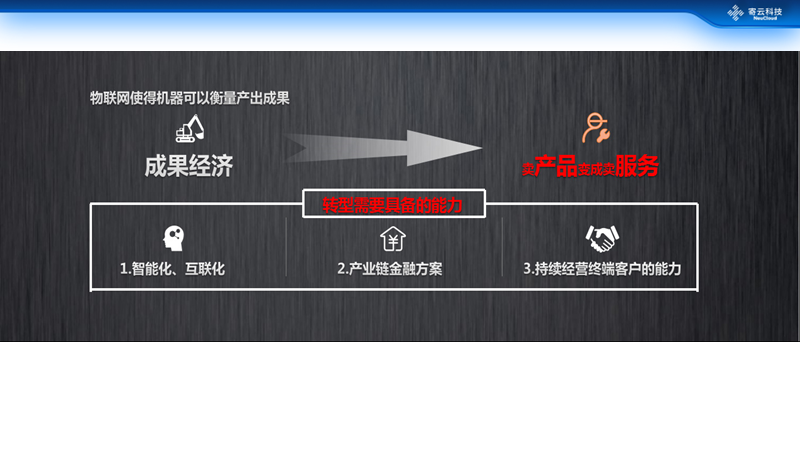 寄云科技
NeuCloud
物联网使得机器可以衡量产出成果
成果经济
卖产品变成卖服务
转型需要具备的能力
1.智能化、互联化
2.产业链金融方案
3.持续经营终端客户的能力